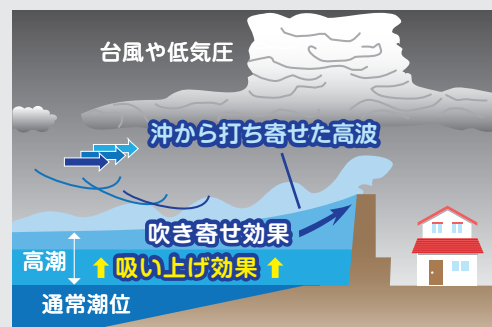 台風や低気圧
沖から打ち寄せた高波
吹き寄せ効果
高潮
吸い上げ効果
通常潮位